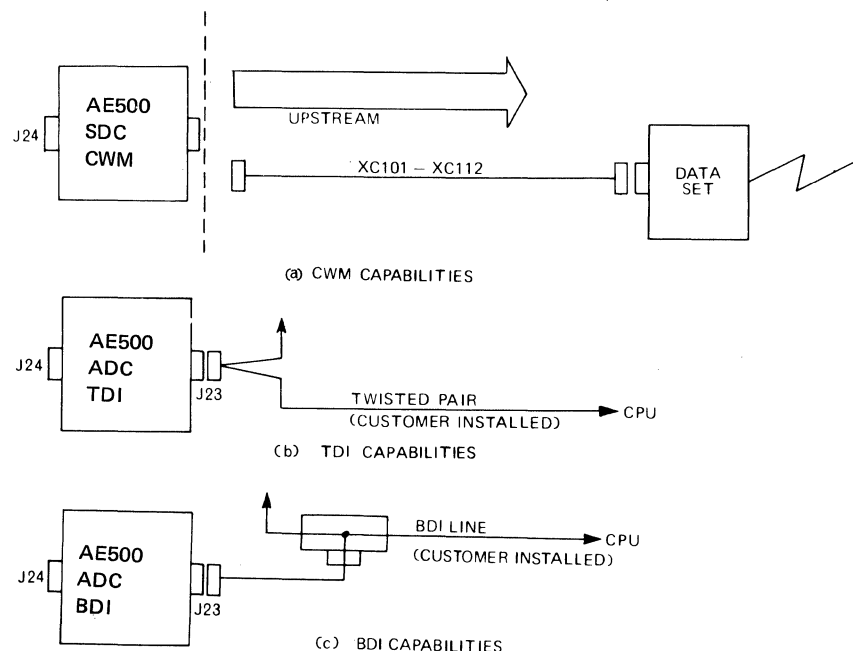 AE500
SDC
CWM
J24
UPSTREAM
XC101 – XC112
DATA
SET
(a) CWM CAPABILITIES
AE500
ADC
TDI
J24
J23
TWISTED PAIR
(CUSTOMER INSTALLED)
CPU
(b) TDI CAPABILITIES
AE500
ADC
BDI
J24
J23
BDI LINE
(CUSTOMER INSTALLED)
CPU
(c) BDI CAPABILITIES